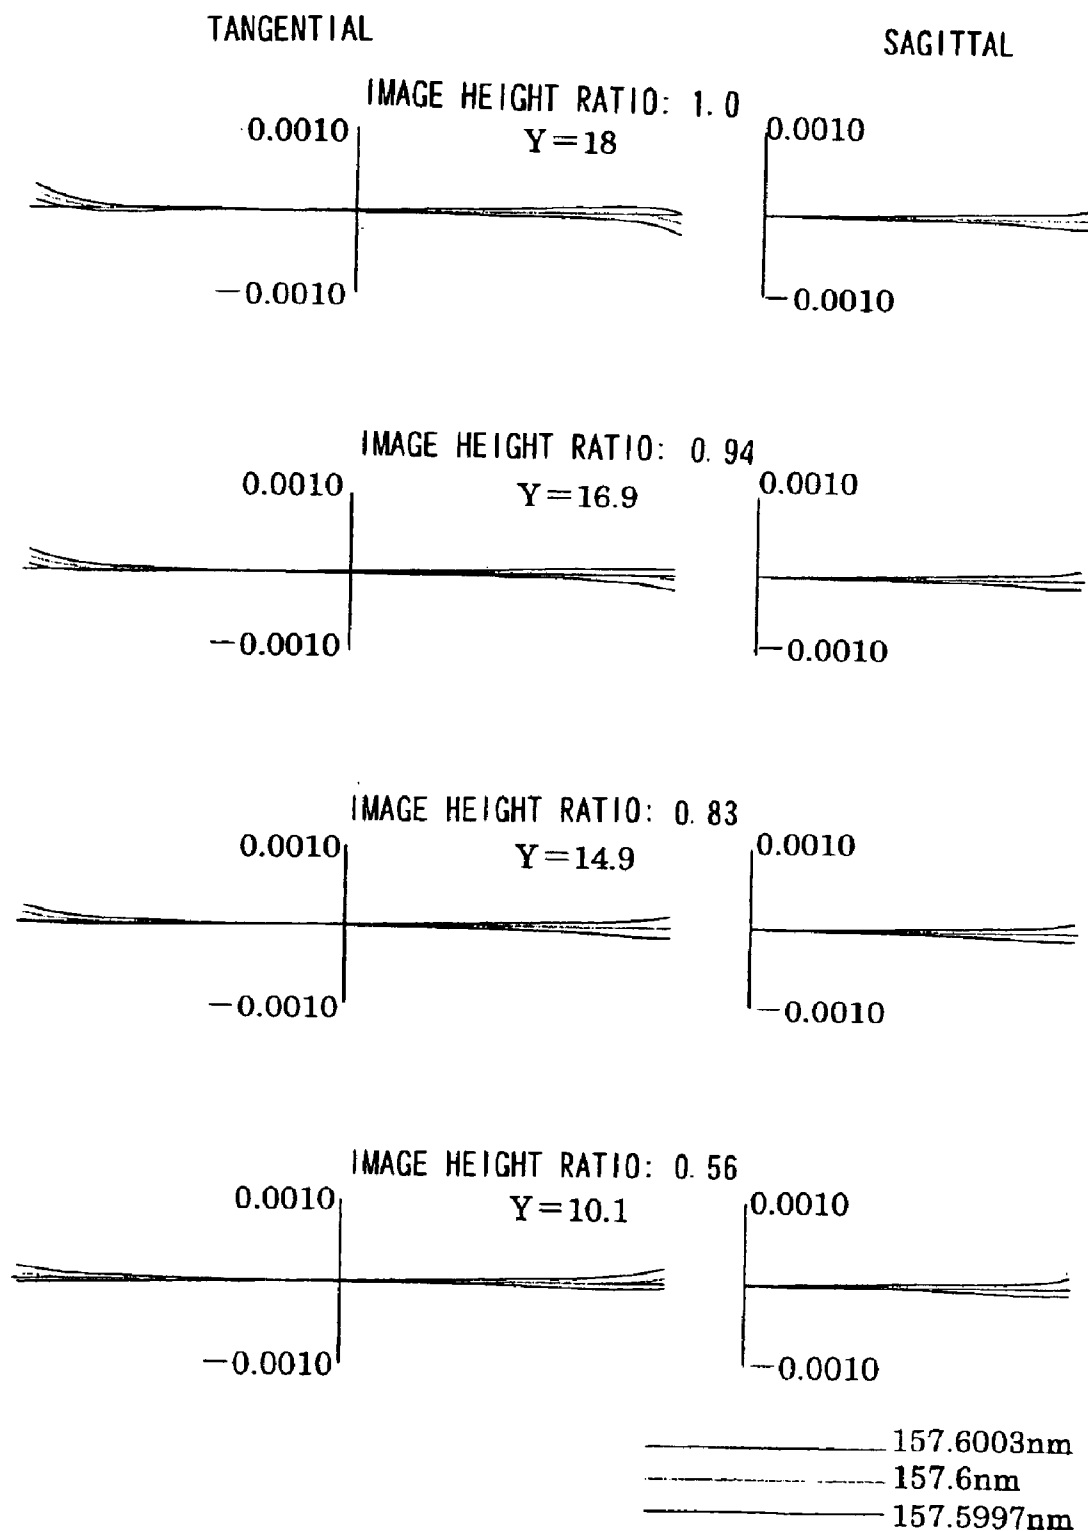 TANGENTIAL
SAGITTAL
IMAGE HEIGHT RATIO: 1.0
0.0010
Y=18
0.0010
−0.0010
−0.0010
IMAGE HEIGHT RATIO: 0.94
0.0010
Y=16.9
0.0010
−0.0010
−0.0010
IMAGE HEIGHT RATIO: 0.83
0.0010
Y=14.9
0.0010
−0.0010
−0.0010
IMAGE HEIGHT RATIO: 0.56
0.0010
Y=10.1
0.0010
−0.0010
−0.0010
157.6003nm
157.6nm
157.5997nm